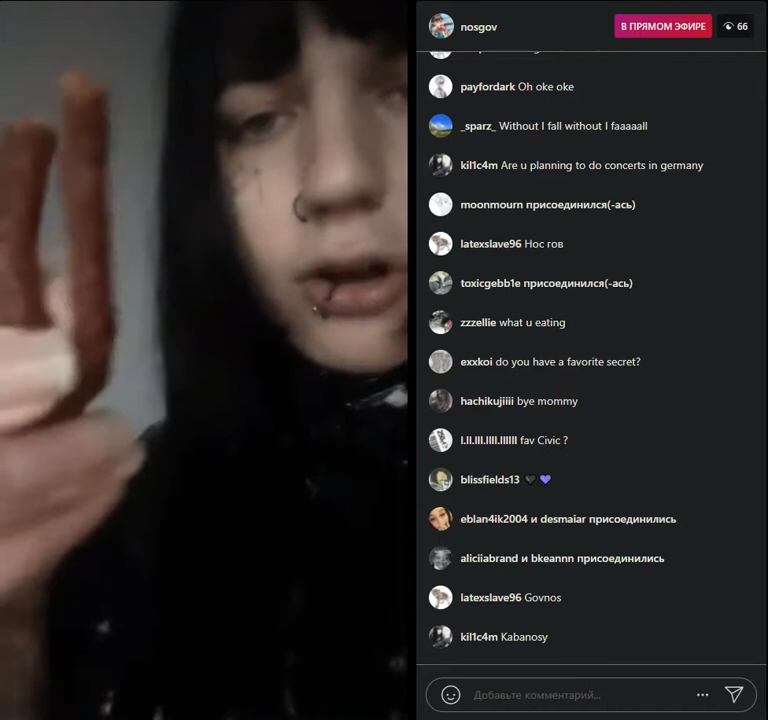 nosgov
В ПРЯМОМ ЭФИРЕ
66
payfordark Oh oke oke
_sparz_ Without I fall without I faaaaall
kil1c4m Are u planning to do concerts in germany
moonmourn присоединился(-ась)
latexslave96 Нос гов
toxicgebb1e присоединился(-ась)
zzzellie what u eating
exxkoi do you have a favorite secret?
hachikujiiii bye mommy
l.ll.lll.llll.llllll fav Civic ?
blissfields13 🖤 💜
eblan4ik2004 и desmaiar присоединились
aliciiabrand и bkeannn присоединились
latexslave96 Govnos
kil1c4m Kabanosy
Добавьте комментарий...